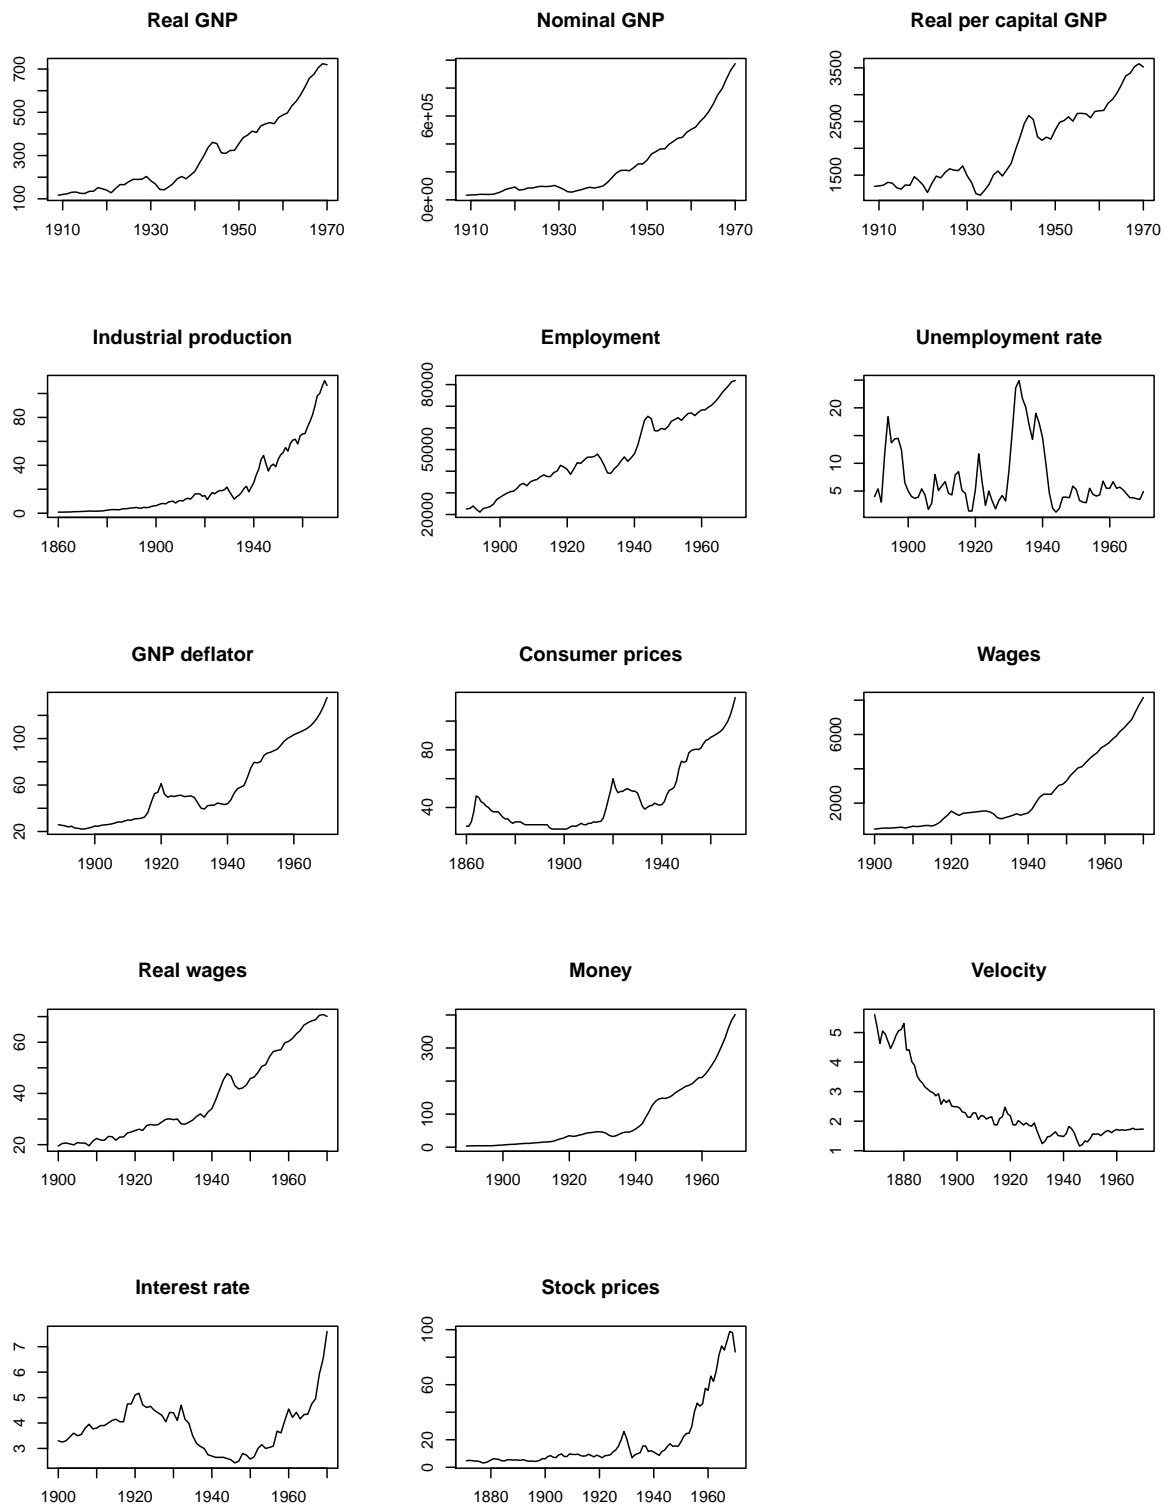 Real GNP
Nominal GNP
Real per capital GNP
100 300 500 700
1910 1930 1950 1970
0e+00 6e+05
1910 1930 1950 1970
1500 2500 3500
1910 1930 1950 1970
Industrial production
Employment
Unemployment rate
0 40 80
1860 1900 1940
20000 50000 80000
1900 1920 1940 1960
5 10 20
1900 1920 1940 1960
GNP deflator
Consumer prices
Wages
20 60 100
1900 1920 1940 1960
40 80
1860 1900 1940
2000 6000
1900 1920 1940 1960
Real wages
Money
Velocity
20 40 60
1900 1920 1940 1960
0 100 300
1900 1920 1940 1960
1 2 3 4 5
1880 1900 1920 1940 1960
Interest rate
Stock prices
3 4 5 6 7
1900 1920 1940 1960
0 20 60 100
1880 1900 1920 1940 1960